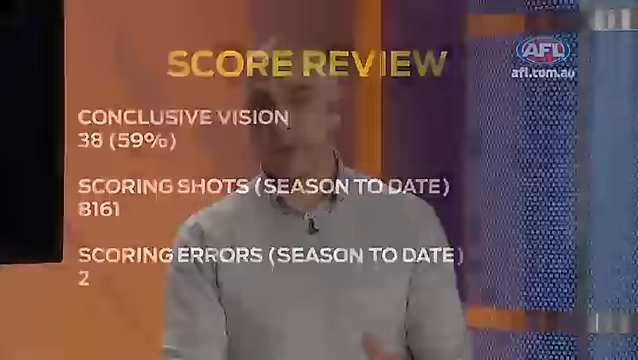 AFL
afl.com.au
SCORE REVIEW
CONCLUSIVE VISION
38 (59%)
SCORING SHOTS (SEASON TO DATE)
8161
SCORING ERRORS (SEASON TO DATE)
2